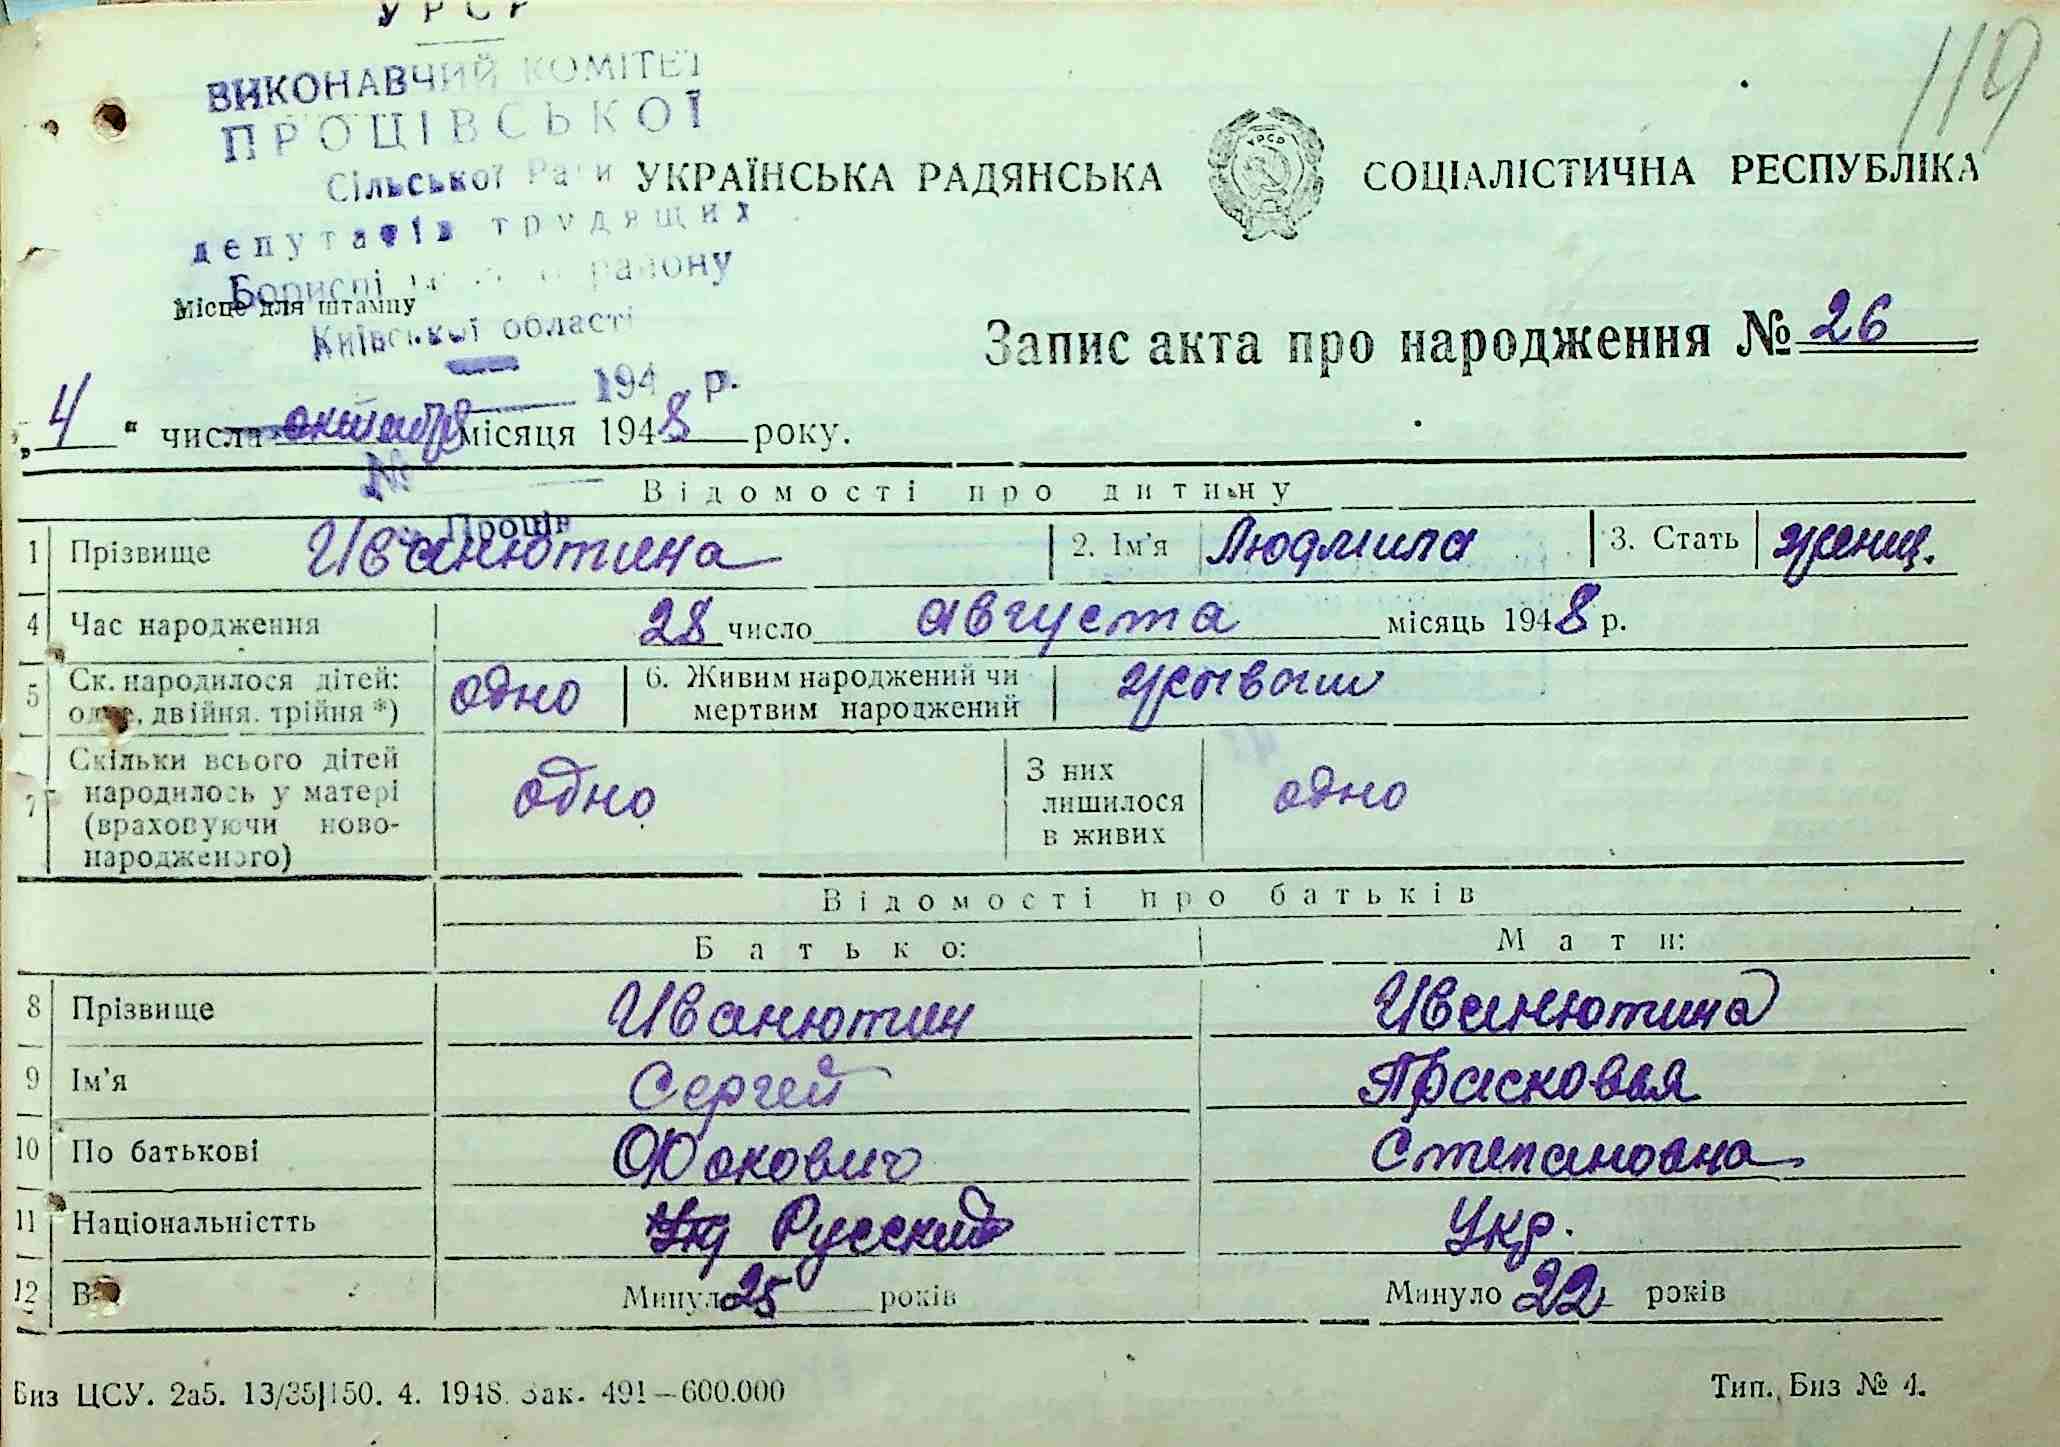 УРСР
119
ВИКОНАВЧИЙ КОМІТЕТ
ПРОЦІВСЬКОЇ
Сільської Ради
депутатів трудящих
району
Київської області
194 р.
№
с. Проців
УКРАЇНСЬКА РАДЯНСЬКА СОЦІАЛІСТИЧНА РЕСПУБЛІКА
УРСР
Місце для штампу
Запис акта про народження № 26
„4“ числа октября місяця 1948 року.
Відомості про дитину
1 Прізвище Иванютина 2. Ім'я Людмила 3. Стать женщ.
4 Час народження 28 число августа місяць 1948 р.
5 Ск. народилося дітей: одне, двійня, трійня *) одно 6. Живим народжений чи мертвим народжений живым
7 Скільки всього дітей народилось у матері (враховуючи новонародженого) одно З них лишилося в живих одно
Відомості про батьків
Батько: Мати:
8 Прізвище Иванютин Иванютина
9 Ім'я Сергей Прасковья
10 По батькові Фокович Степановна
11 Національністть Укр Русский Укр.
12 Минуло 25 років Минуло 22 років
Биз ЦСУ. 2а5. 13/35|150. 4. 1948. Зак. 491—600.000
Тип. Биз № 4.